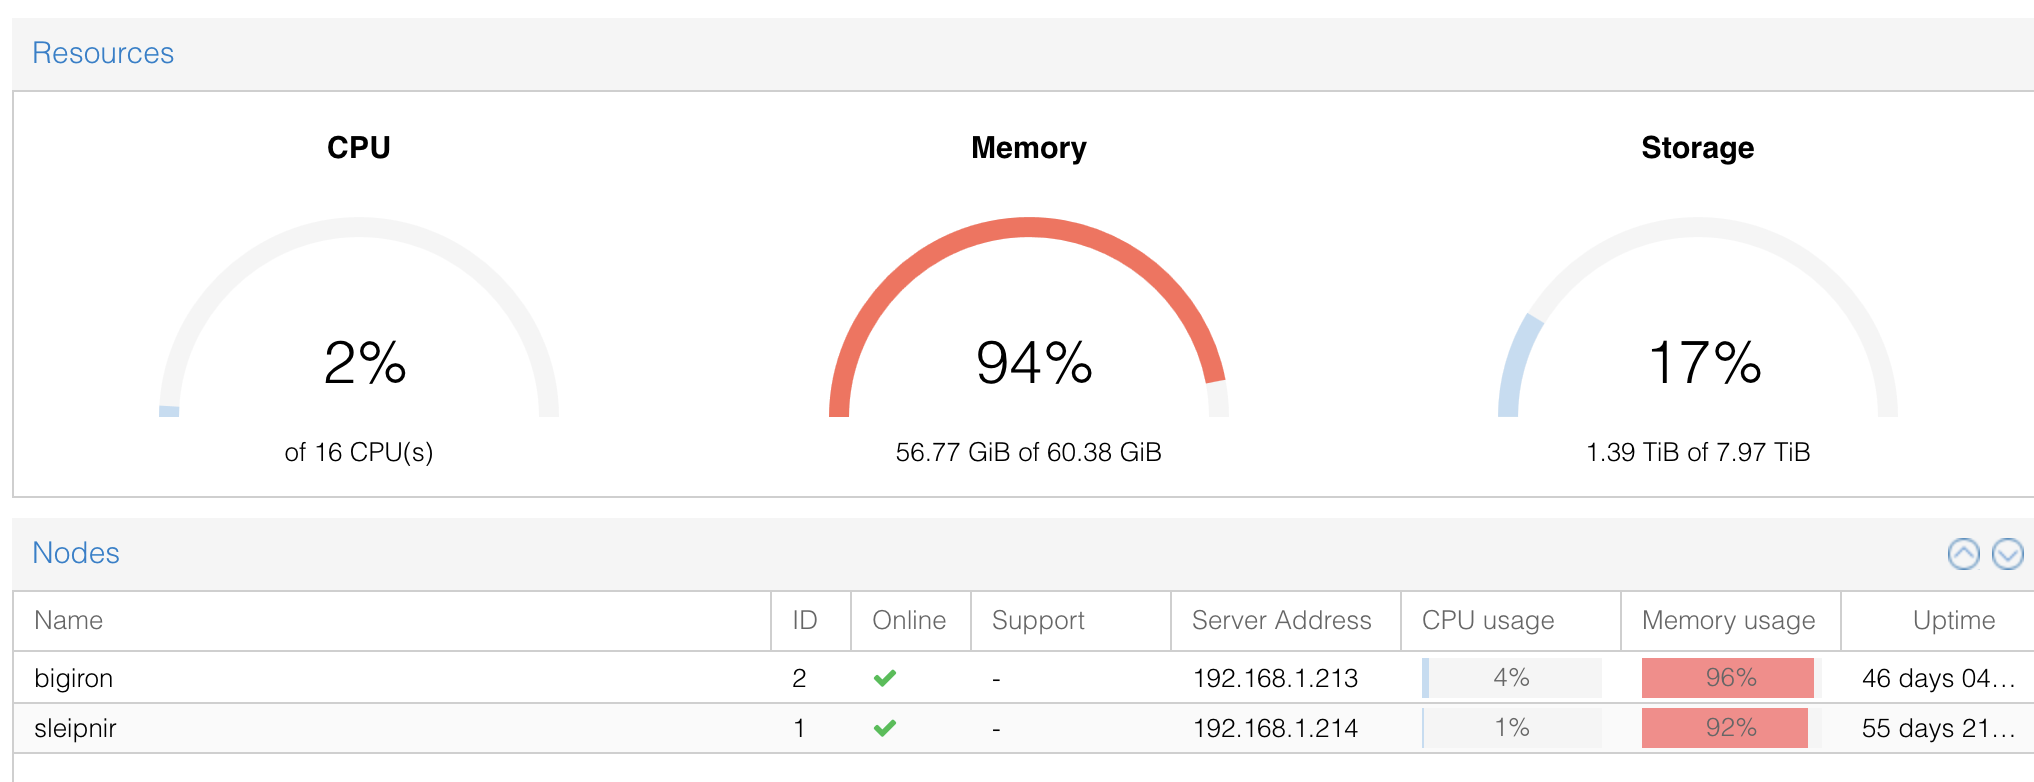 Resources
CPU Memory Storage
2% 94% 17%
of 16 CPU(s) 56.77 GiB of 60.38 GiB 1.39 TiB of 7.97 TiB
Nodes
Name ID Online Support Server Address CPU usage Memory usage Uptime
bigiron 2 - 192.168.1.213 4% 96% 46 days 04...
sleipnir 1 - 192.168.1.214 1% 92% 55 days 21...